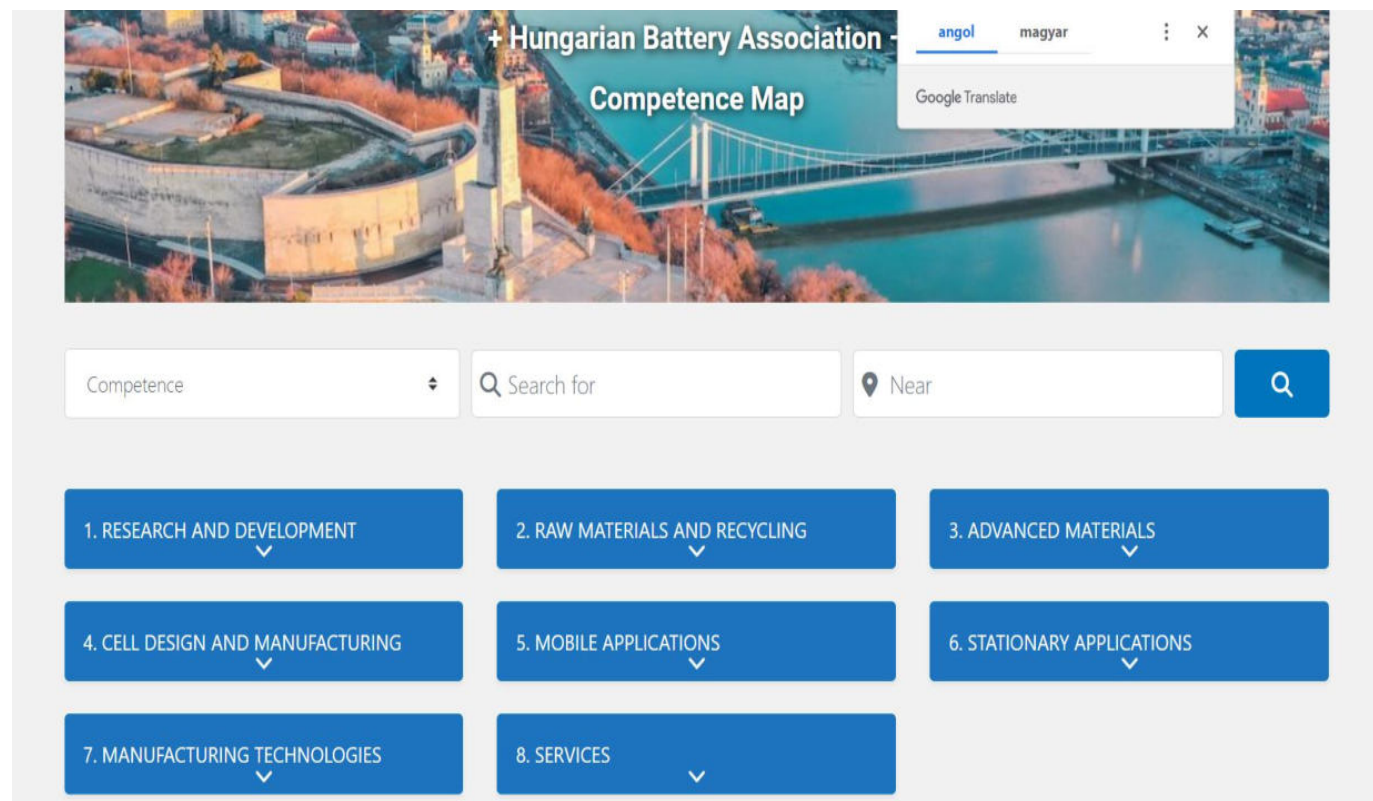 + Hungarian Battery Association -
Competence Map
angol magyar
Google Translate
Competence
Search for
Near
1. RESEARCH AND DEVELOPMENT
2. RAW MATERIALS AND RECYCLING
3. ADVANCED MATERIALS
4. CELL DESIGN AND MANUFACTURING
5. MOBILE APPLICATIONS
6. STATIONARY APPLICATIONS
7. MANUFACTURING TECHNOLOGIES
8. SERVICES